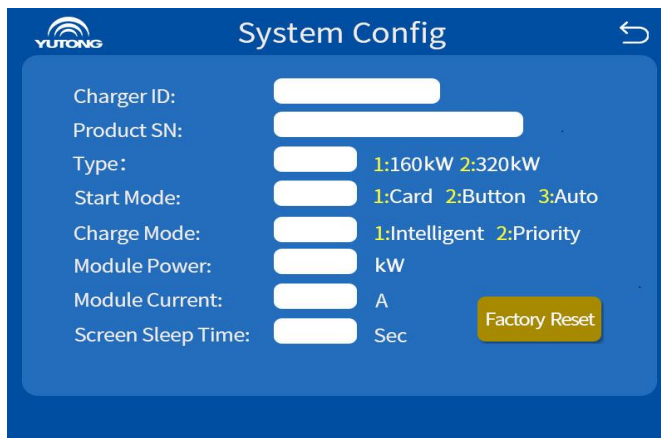 YUTONG
System Config
Charger ID:
Product SN:
Type： 1:160kW 2:320kW
Start Mode: 1:Card 2:Button 3:Auto
Charge Mode: 1:Intelligent 2:Priority
Module Power: kW
Module Current: A
Factory Reset
Screen Sleep Time: Sec